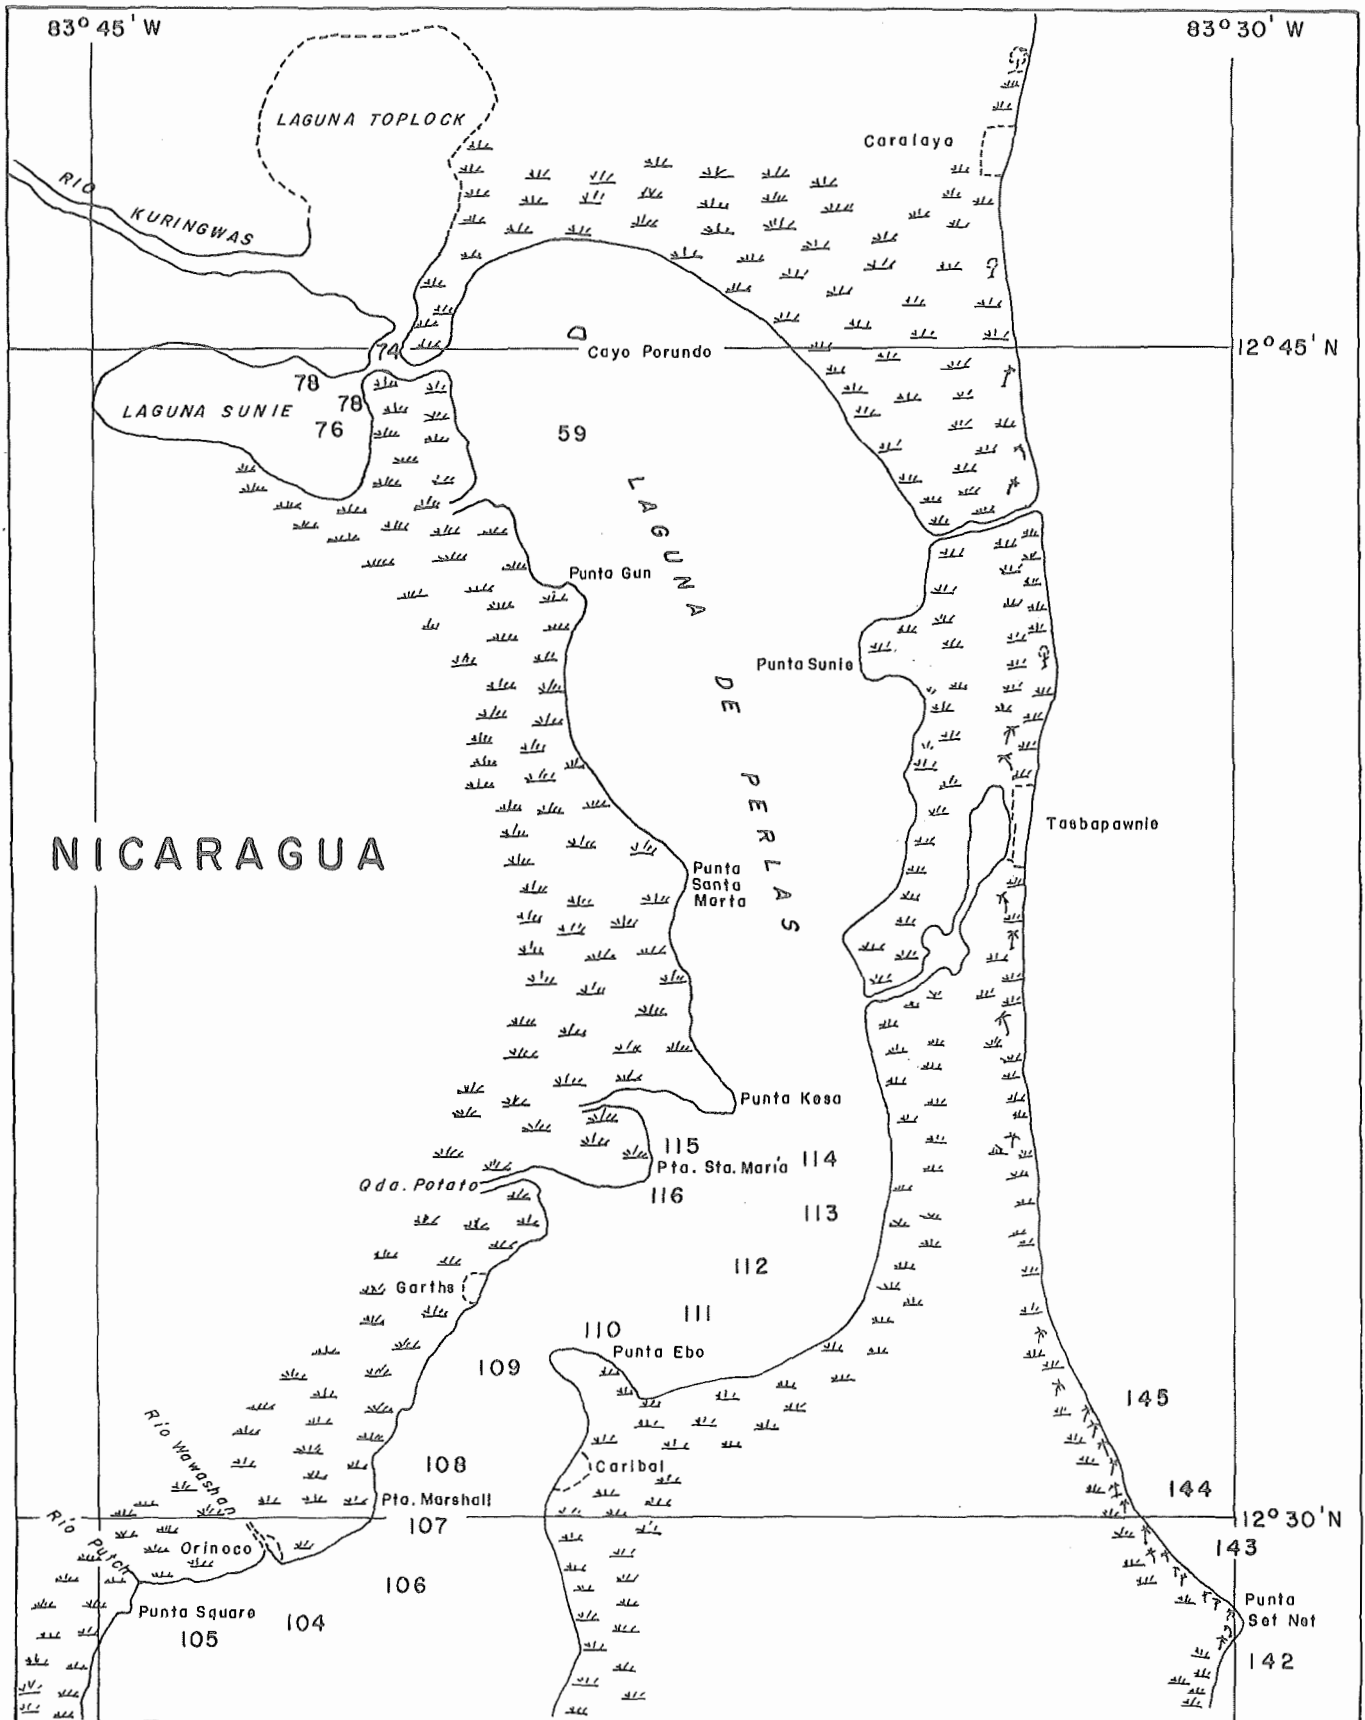 83°45'W
83°30'W
LAGUNA TOPLOCK
Caralaya
RIO
KURINGWAS
74
Cayo Porundo
12°45'N
78
78
LAGUNA SUNIE
76
59
LAGUNA
DE
PERLAS
Punta Gun
Punta Sunie
Tasbapawnie
NICARAGUA
Punta
Santa
Marta
Punta Kesa
115
Pta. Sta. María
114
Qda. Potato
116
113
112
Garths
111
110
Punta Ebo
109
145
Río Wawashan
108
Caribal
144
Pta. Marshall
107
12°30'N
Río Putch
Orinoco
143
106
Punta Square
104
105
Punta
Set Net
142